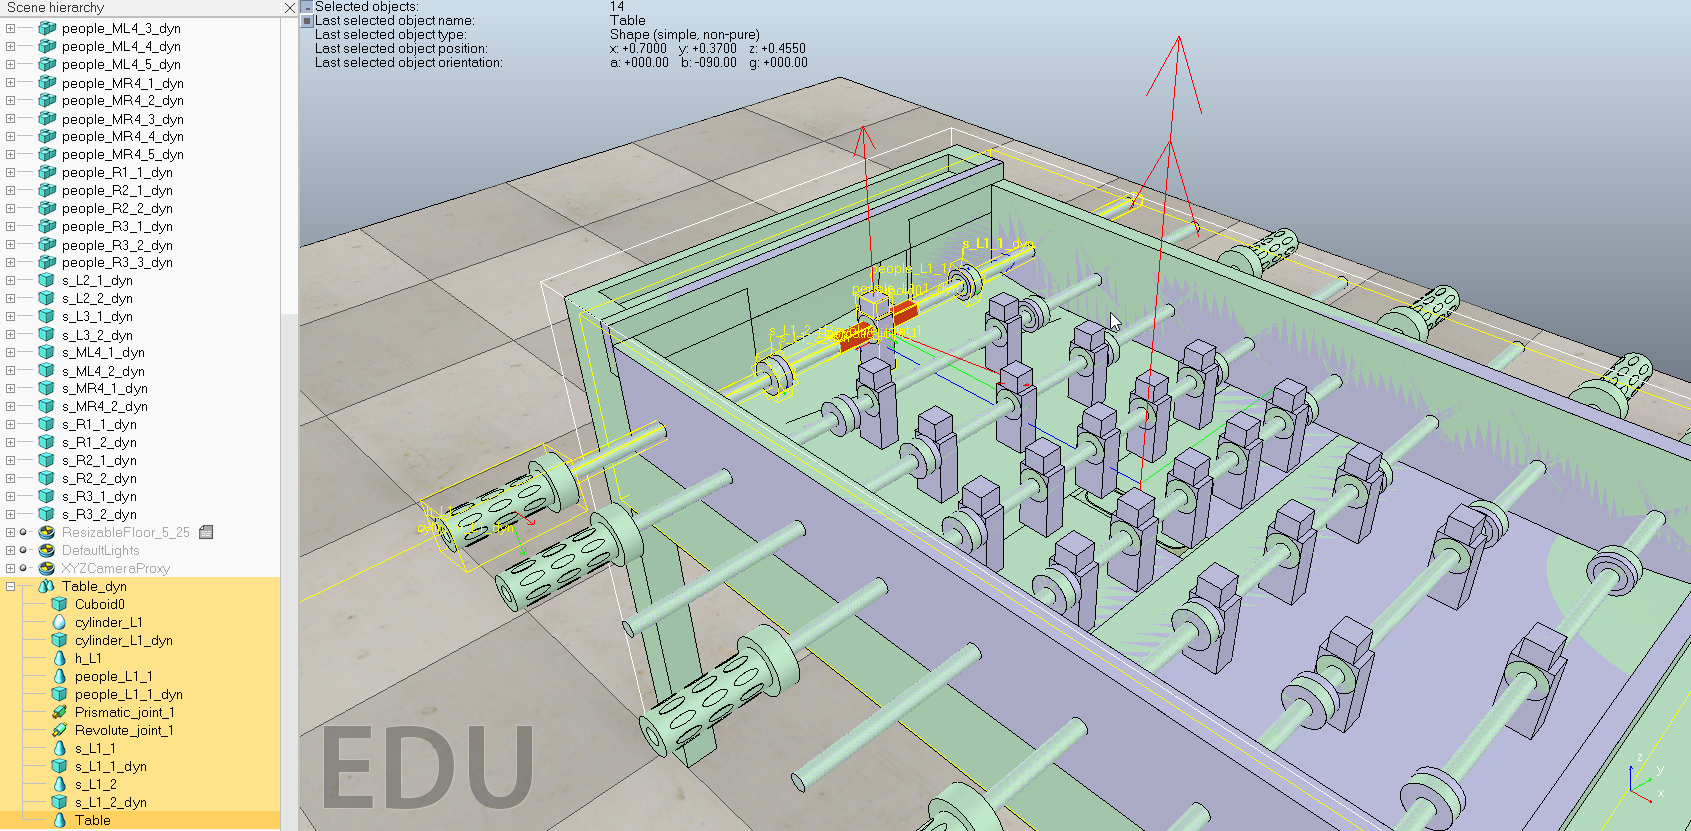 Scene hierarchy
people_ML4_3_dyn
people_ML4_4_dyn
people_ML4_5_dyn
people_MR4_1_dyn
people_MR4_2_dyn
people_MR4_3_dyn
people_MR4_4_dyn
people_MR4_5_dyn
people_R1_1_dyn
people_R2_1_dyn
people_R2_2_dyn
people_R3_1_dyn
people_R3_2_dyn
people_R3_3_dyn
s_L2_1_dyn
s_L2_2_dyn
s_L3_1_dyn
s_L3_2_dyn
s_ML4_1_dyn
s_ML4_2_dyn
s_MR4_1_dyn
s_MR4_2_dyn
s_R1_1_dyn
s_R1_2_dyn
s_R2_1_dyn
s_R2_2_dyn
s_R3_1_dyn
s_R3_2_dyn
ResizableFloor_5_25
DefaultLights
XYZCameraProxy
Table_dyn
Cuboid0
cylinder_L1
cylinder_L1_dyn
h_L1
people_L1_1
people_L1_1_dyn
Prismatic_joint_1
Revolute_joint_1
s_L1_1
s_L1_1_dyn
s_L1_2
s_L1_2_dyn
Table
Selected objects: 14
Last selected object name: Table
Last selected object type: Shape (simple, non-pure)
Last selected object position: x: +0.7000 y: +0.3700 z: +0.4550
Last selected object orientation: a: +000.00 b: -090.00 g: +000.00
s_L1_1_dyn
people_L1_1
EDU
z
y
x